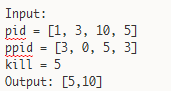 Input:
pid = [1, 3, 10, 5]
ppid = [3, 0, 5, 3]
kill = 5
Output: [5,10]